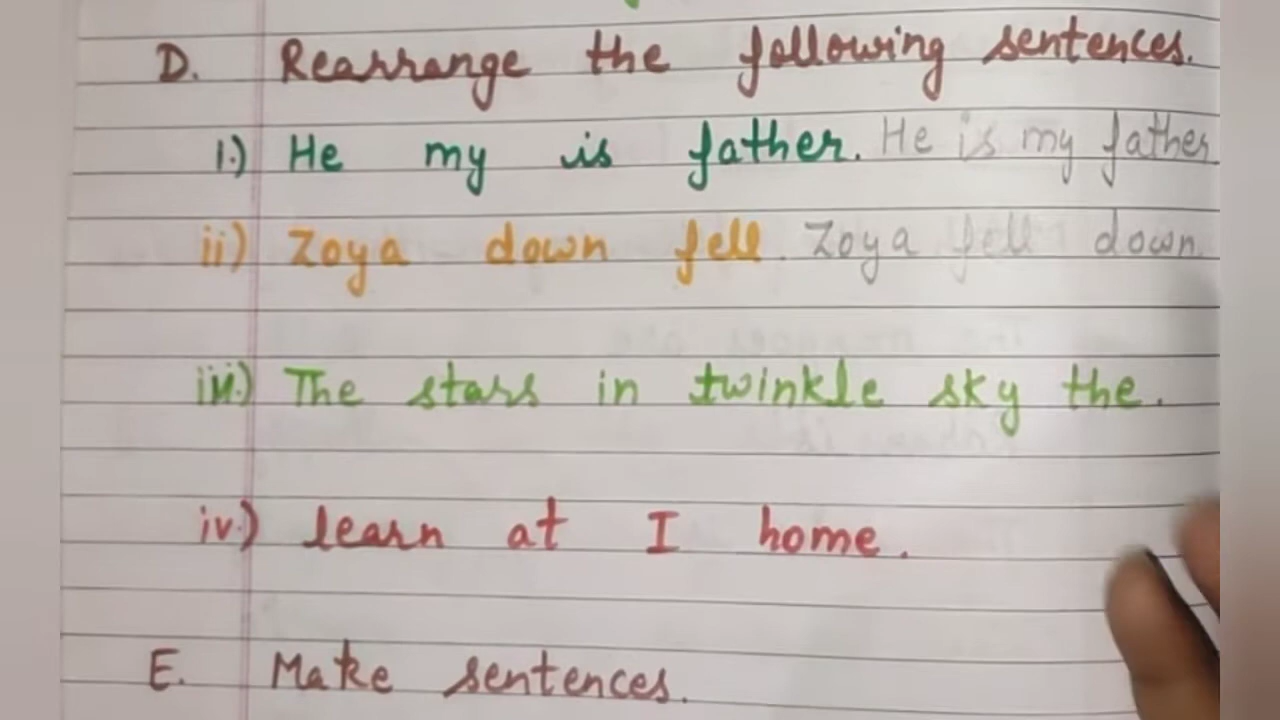 D. Rearrange the following sentences.
1.) He my is father. He is my father
ii) Zoya down fell. Zoya fell down.
iii.) The stars in twinkle sky the.
iv.) learn at I home.
E. Make sentences.